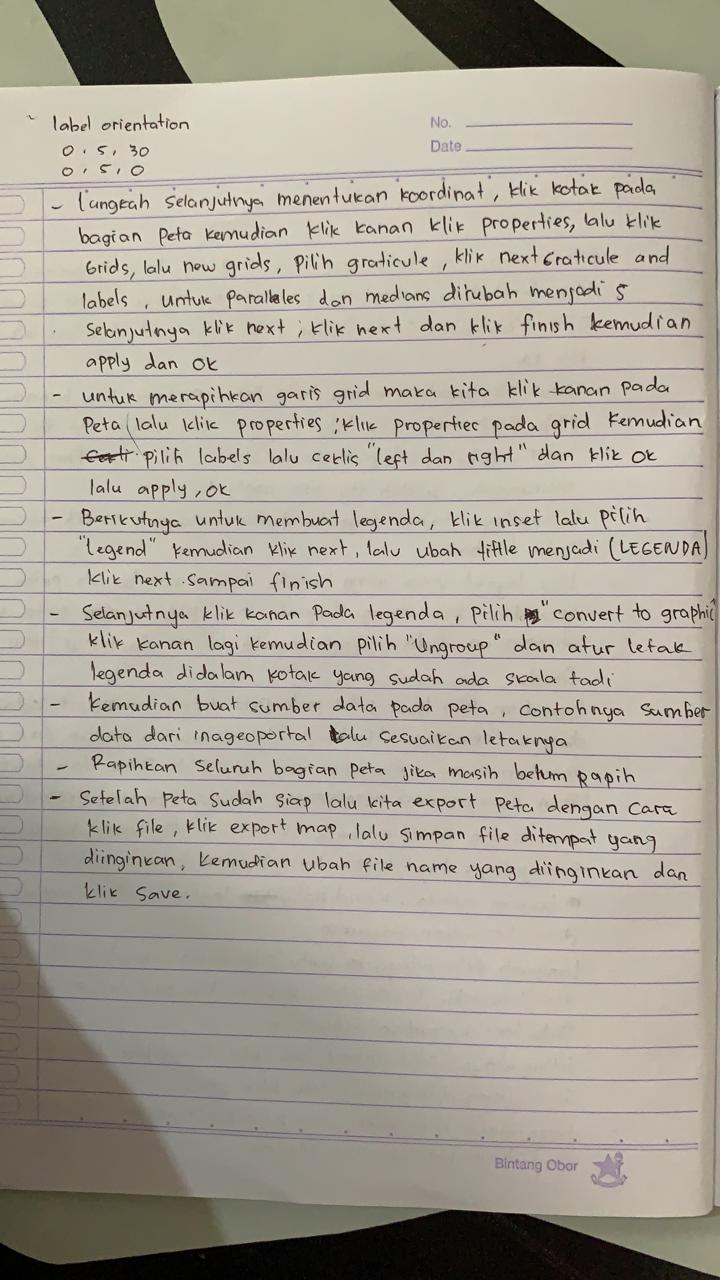 ~ label orientation
0, 5, 30
0, 5, 0
No.
Date
- langkah selanjutnya menentukan koordinat, klik kotak pada
bagian peta kemudian klik kanan klik properties, lalu klik
Grids, lalu new grids, pilih graticule, klik next Graticule and
labels, untuk paralleles dan medians dirubah menjadi 5
Selanjutnya klik next, klik next dan klik finish kemudian
apply dan ok
- untuk merapihkan garis grid maka kita klik kanan pada
Peta lalu klik properties, klik properties pada grid kemudian
pilih labels lalu ceklis "left dan right" dan klik ok
lalu apply, ok
- Berikutnya untuk membuat legenda, klik inset lalu pilih
"legend" kemudian klik next, lalu ubah tittle menjadi (LEGENDA)
klik next sampai finish
- Selanjutnya klik kanan pada legenda, pilih "convert to graphic
klik kanan lagi kemudian pilih "Ungroup" dan atur letak
legenda didalam kotak yang sudah ada skala tadi
- kemudian buat sumber data pada peta, contohnya sumber
data dari inageoportal lalu sesuaikan letaknya
- Rapihkan seluruh bagian peta jika masih belum rapih
- Setelah peta sudah siap lalu kita export peta dengan cara
klik file, klik export map, lalu simpan file ditempat yang
diinginkan, kemudian ubah file name yang diinginkan dan
klik save.
Bintang Obor